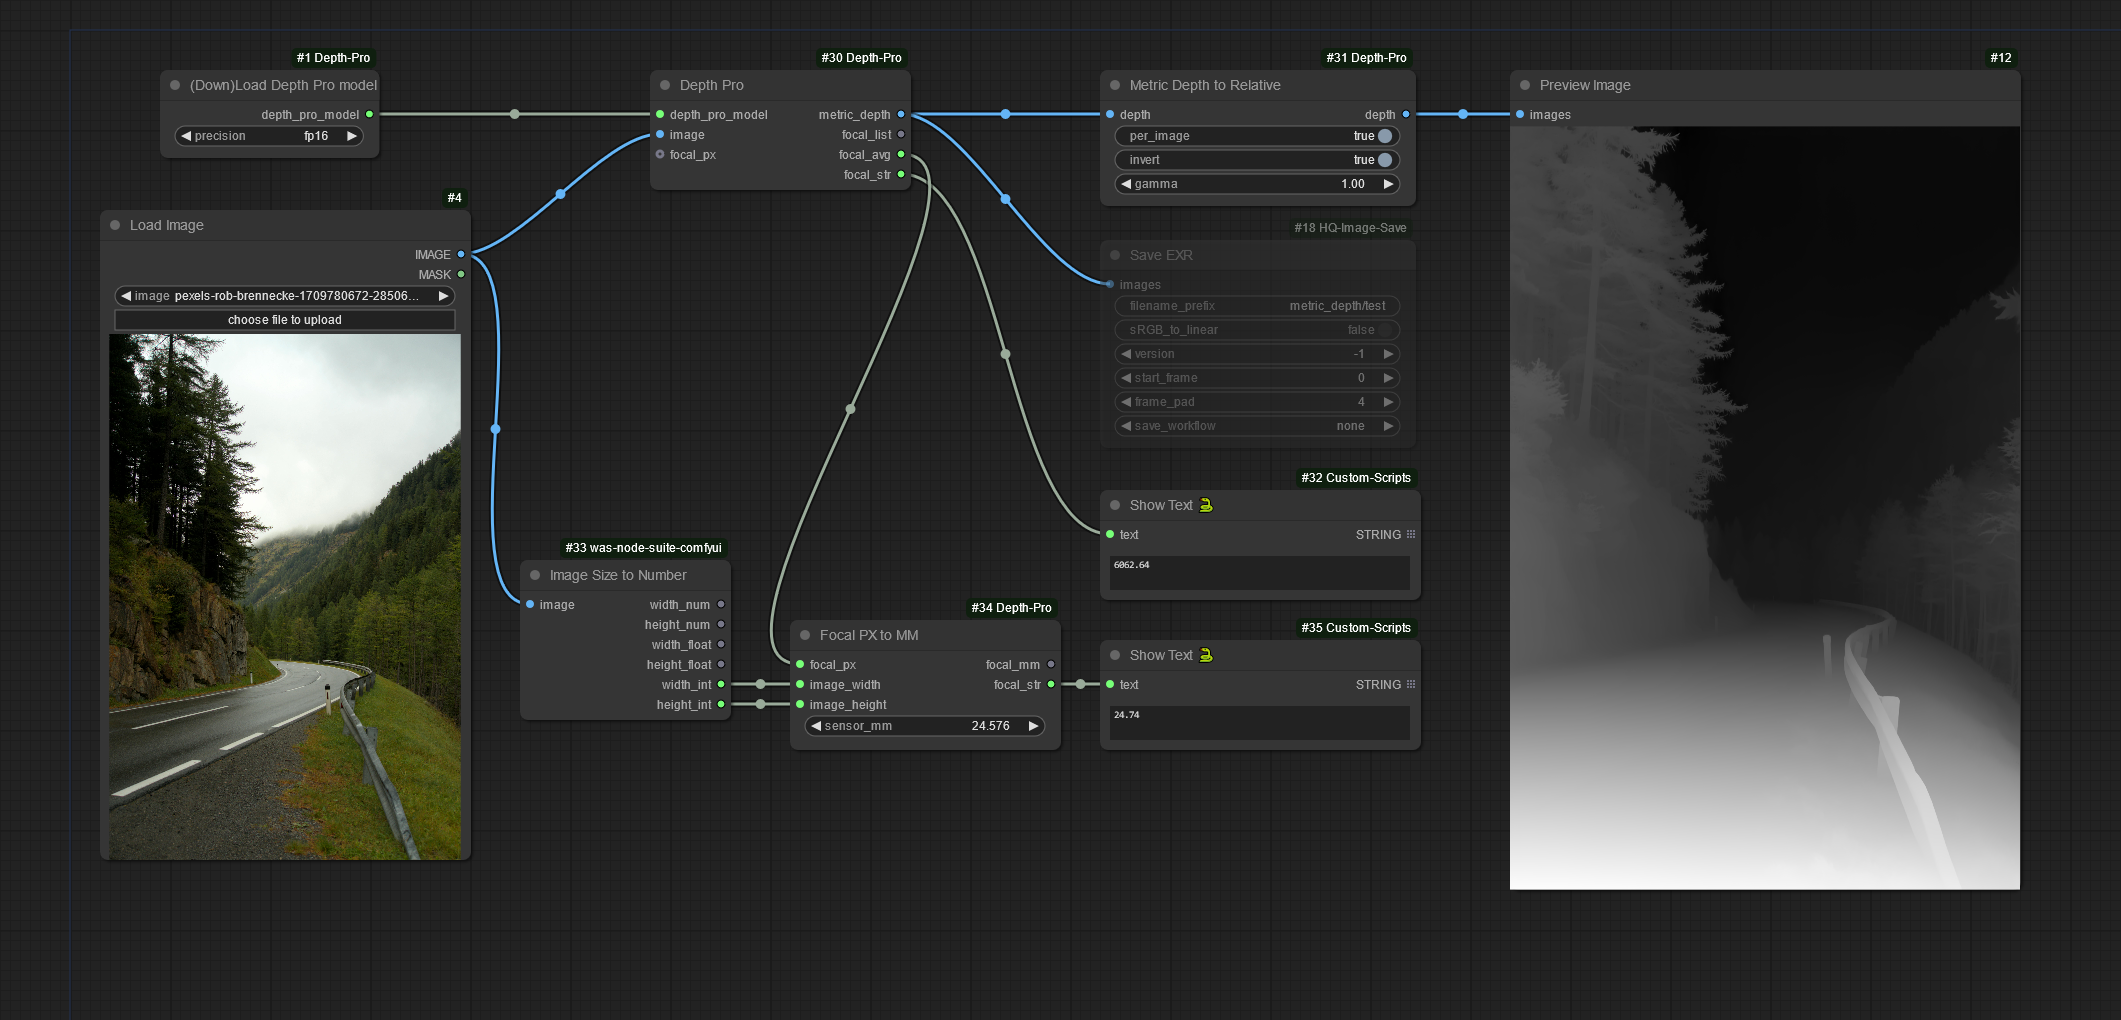 #1 Depth-Pro
(Down)Load Depth Pro model
depth_pro_model
precision fp16
#4
Load Image
IMAGE
MASK
image pexels-rob-brennecke-1709780672-28506...
choose file to upload
#30 Depth-Pro
Depth Pro
depth_pro_model metric_depth
image focal_list
focal_px focal_avg
focal_str
#33 was-node-suite-comfyui
Image Size to Number
image width_num
height_num
width_float
height_float
width_int
height_int
#34 Depth-Pro
Focal PX to MM
focal_px focal_mm
image_width focal_str
image_height
sensor_mm 24.576
#31 Depth-Pro
Metric Depth to Relative
depth depth
per_image true
invert true
gamma 1.00
#18 HQ-Image-Save
Save EXR
images
filename_prefix metric_depth/test
sRGB_to_linear false
version -1
start_frame 0
frame_pad 4
save_workflow none
#32 Custom-Scripts
Show Text
text STRING
6062.64
#35 Custom-Scripts
Show Text
text STRING
24.74
#12
Preview Image
images